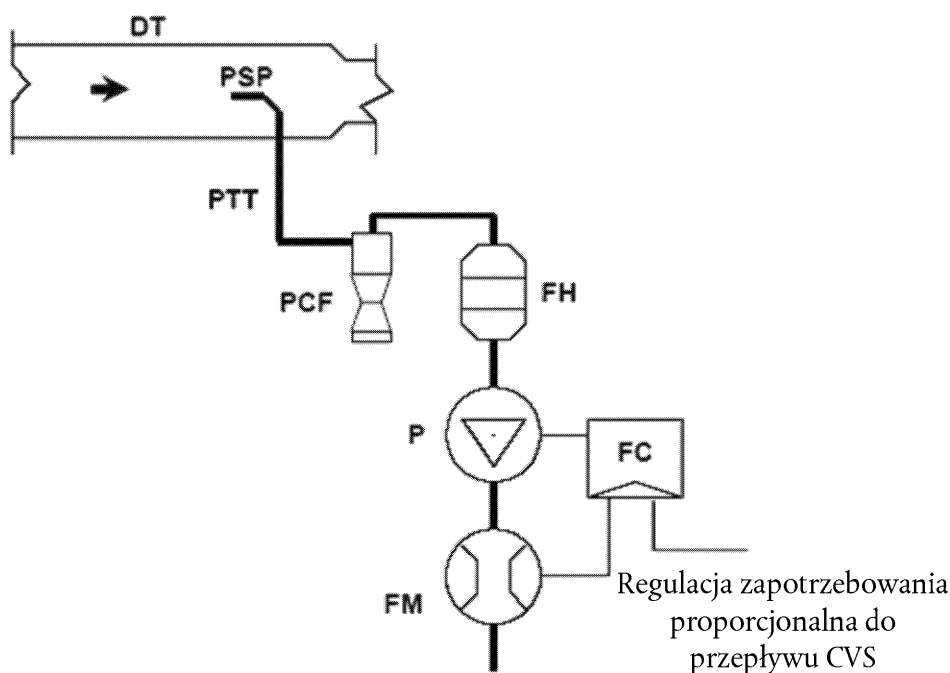 DT
PSP
PTT
PCF
FH
P
FC
FM
Regulacja zapotrzebowania
proporcjonalna do
przepływu CVS